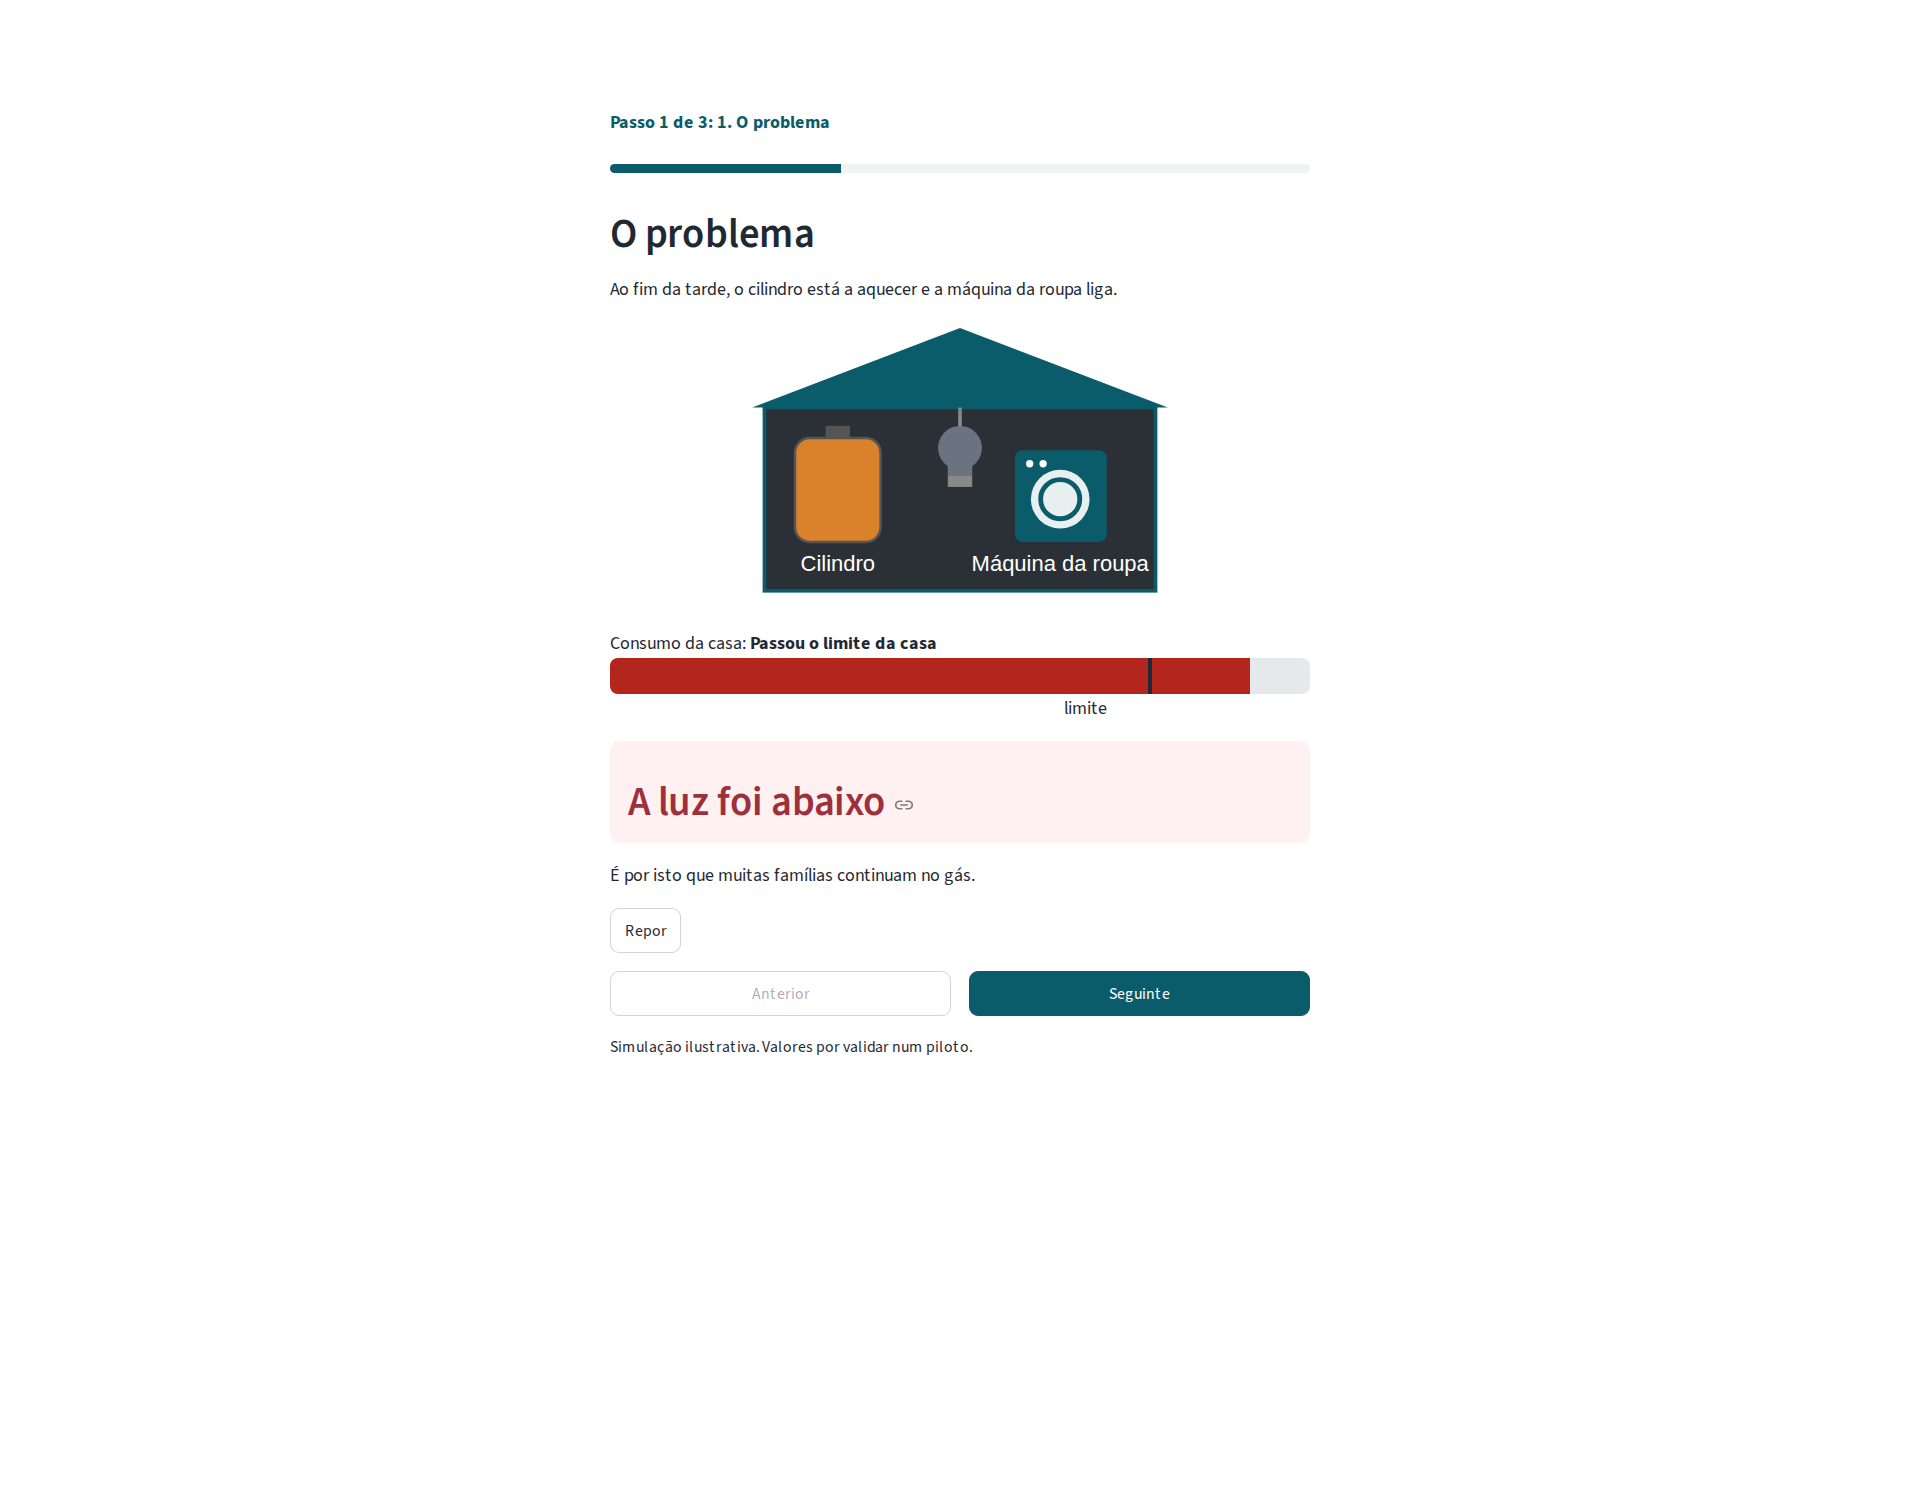 Passo 1 de 3: 1. O problema
O problema
Ao fim da tarde, o cilindro está a aquecer e a máquina da roupa liga.
Cilindro
Máquina da roupa
Consumo da casa: Passou o limite da casa
limite
A luz foi abaixo
É por isto que muitas famílias continuam no gás.
Repor
Anterior
Seguinte
Simulação ilustrativa. Valores por validar num piloto.